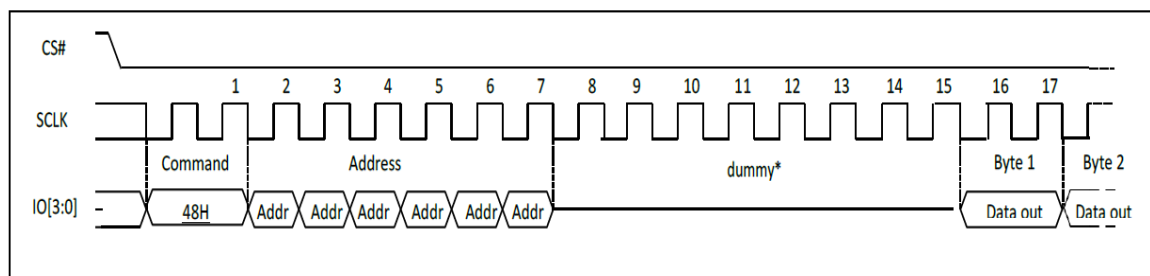 CS#
1 2 3 4 5 6 7 8 9 10 11 12 13 14 15 16 17
SCLK
Command Address dummy* Byte 1 Byte 2
IO[3:0] 48H Addr Addr Addr Addr Addr Addr Data out Data out